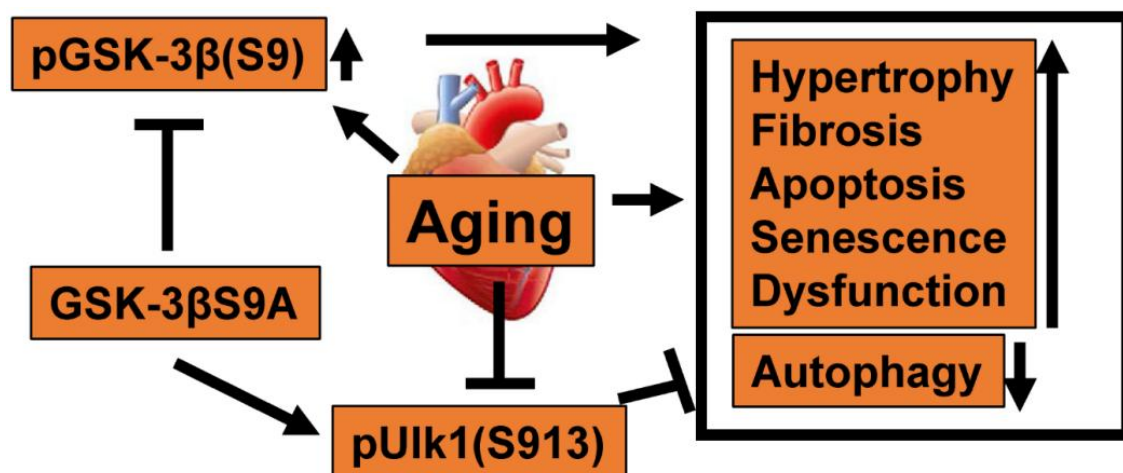 pGSK-3β(S9)
Hypertrophy
Fibrosis
Apoptosis
Senescence
Dysfunction
Aging
GSK-3βS9A
Autophagy
pUlk1(S913)